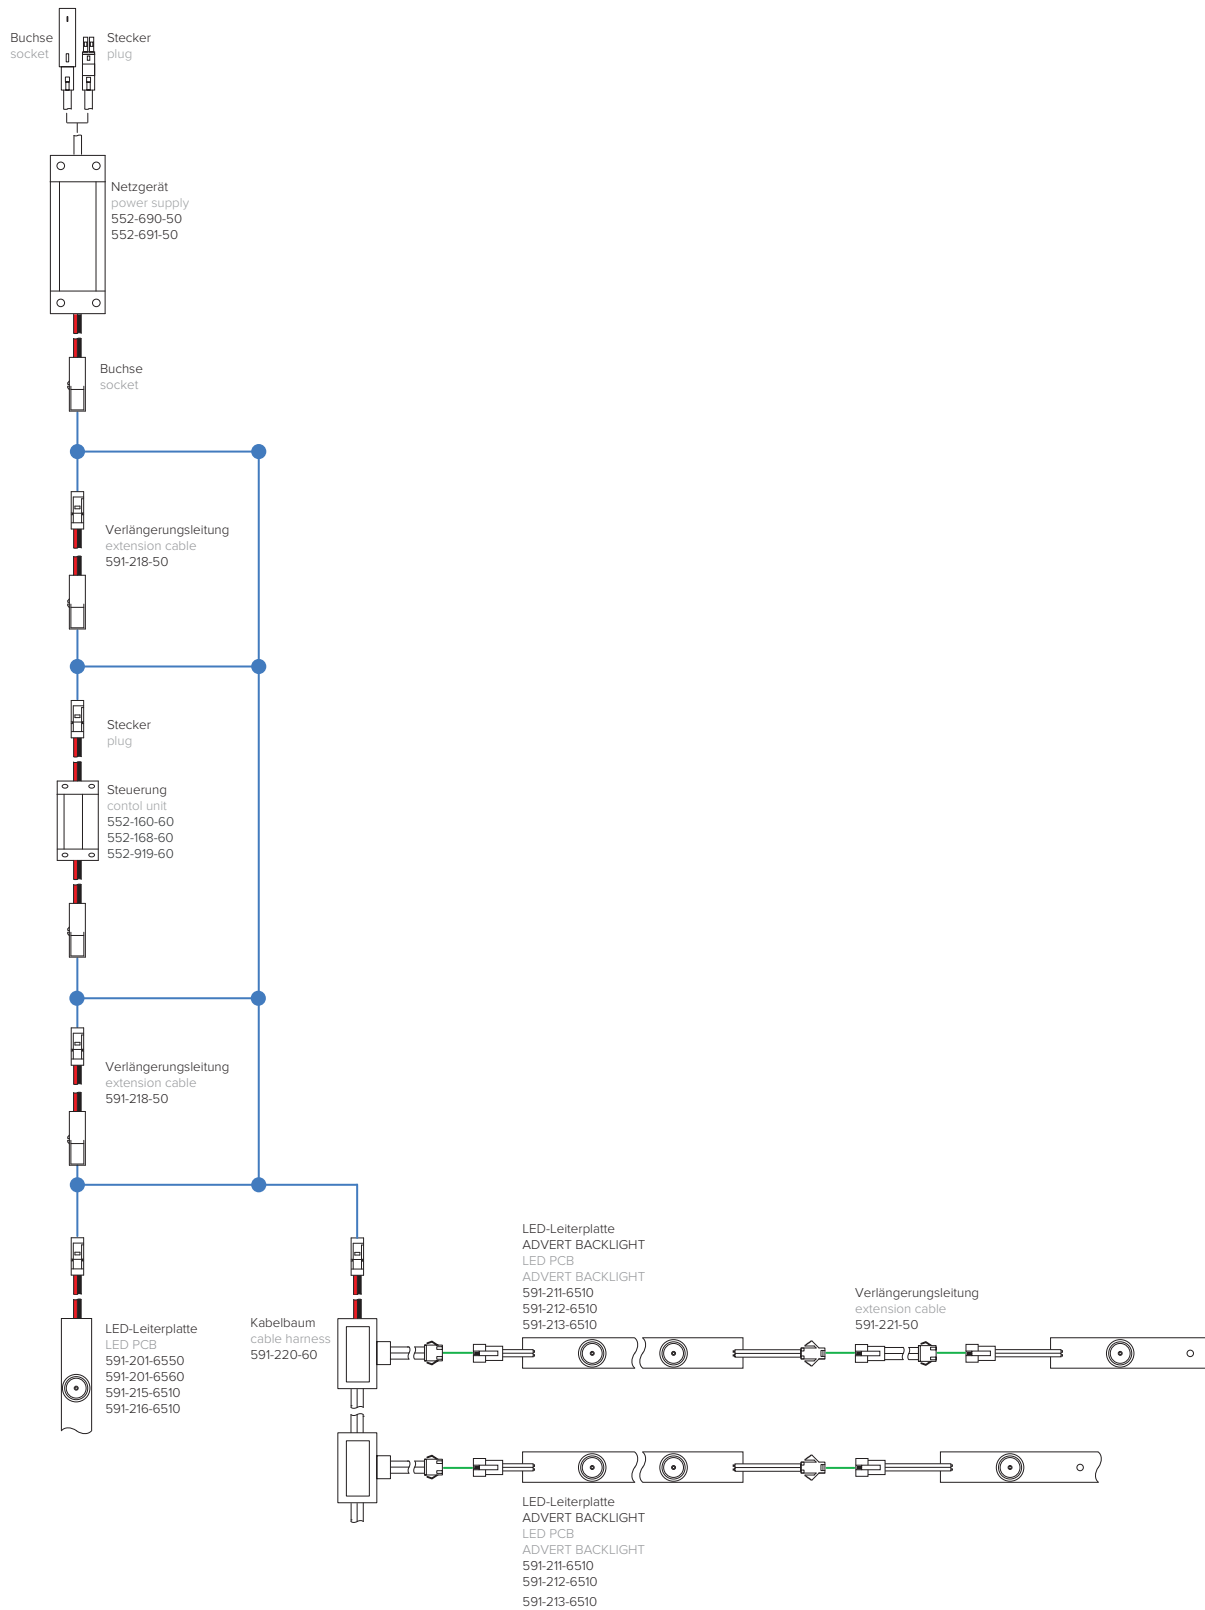 Buchse
socket
Stecker
plug
Netzgerät
power supply
552-690-50
552-691-50
Buchse
socket
Verlängerungsleitung
extension cable
591-218-50
Stecker
plug
Steuerung
contol unit
552-160-60
552-168-60
552-919-60
Verlängerungsleitung
extension cable
591-218-50
LED-Leiterplatte
LED PCB
591-201-6550
591-201-6560
591-215-6510
591-216-6510
Kabelbaum
cable harness
591-220-60
LED-Leiterplatte
ADVERT BACKLIGHT
LED PCB
ADVERT BACKLIGHT
591-211-6510
591-212-6510
591-213-6510
Verlängerungsleitung
extension cable
591-221-50
LED-Leiterplatte
ADVERT BACKLIGHT
LED PCB
ADVERT BACKLIGHT
591-211-6510
591-212-6510
591-213-6510